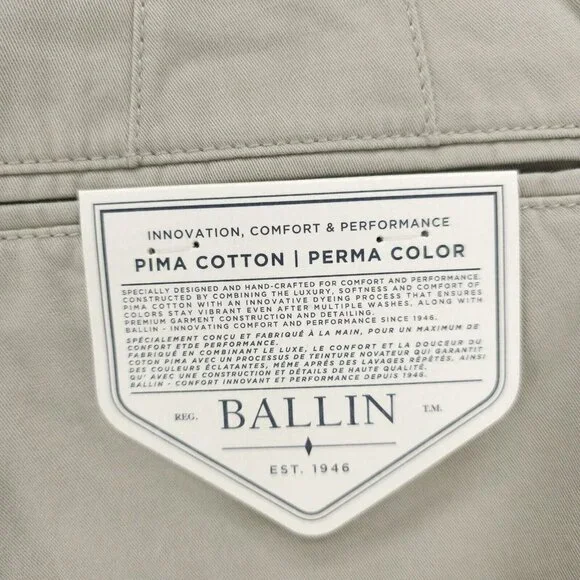 INNOVATION, COMFORT & PERFORMANCE
PIMA COTTON | PERMA COLOR
SPECIALLY DESIGNED AND HAND-CRAFTED FOR COMFORT AND PERFORMANCE.
CONSTRUCTED BY COMBINING THE LUXURY, SOFTNESS AND COMFORT OF
PIMA COTTON WITH AN INNOVATIVE DYEING PROCESS THAT ENSURES
COLORS STAY VIBRANT EVEN AFTER MULTIPLE WASHES, ALONG WITH
PREMIUM GARMENT CONSTRUCTION AND DETAILING.
BALLIN - INNOVATING COMFORT AND PERFORMANCE SINCE 1946.
SPÉCIALEMENT CONÇU ET FABRIQUÉ À LA MAIN, POUR UN MAXIMUM DE
CONFORT ETDE PERFORMANCE.
FABRIQUÉ EN COMBINANT LE LUXE, LE CONFORT ET LA DOUCEUR DU
COTON PIMA AVEC UN PROCESSUS DE TEINTURE NOVATEUR QUI GARANTIT
DES COULEURS ÉCLATANTES, MÊME APRÈS DES LAVAGES RÉPÉTÉS, AINSI
QU' AVEC UNE CONSTRUCTION ET DÉTAILS DE HAUTE QUALITÉ.
BALLIN - CONFORT INNOVANT ET PERFORMANCE DEPUIS 1946.
REG. BALLIN T.M.
EST. 1946